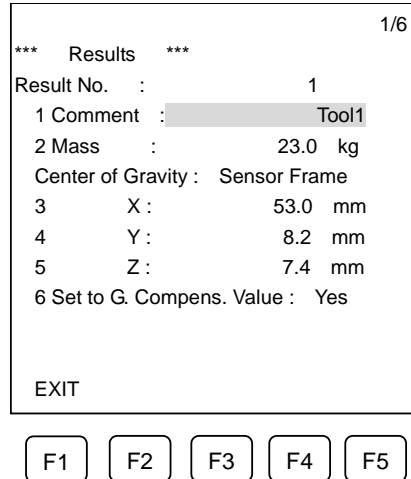 1/6
*** Results ***
Result No. : 1
1 Comment : Tool1
2 Mass : 23.0 kg
Center of Gravity : Sensor Frame
3 X : 53.0 mm
4 Y : 8.2 mm
5 Z : 7.4 mm
6 Set to G. Compens. Value : Yes
EXIT
F1 F2 F3 F4 F5